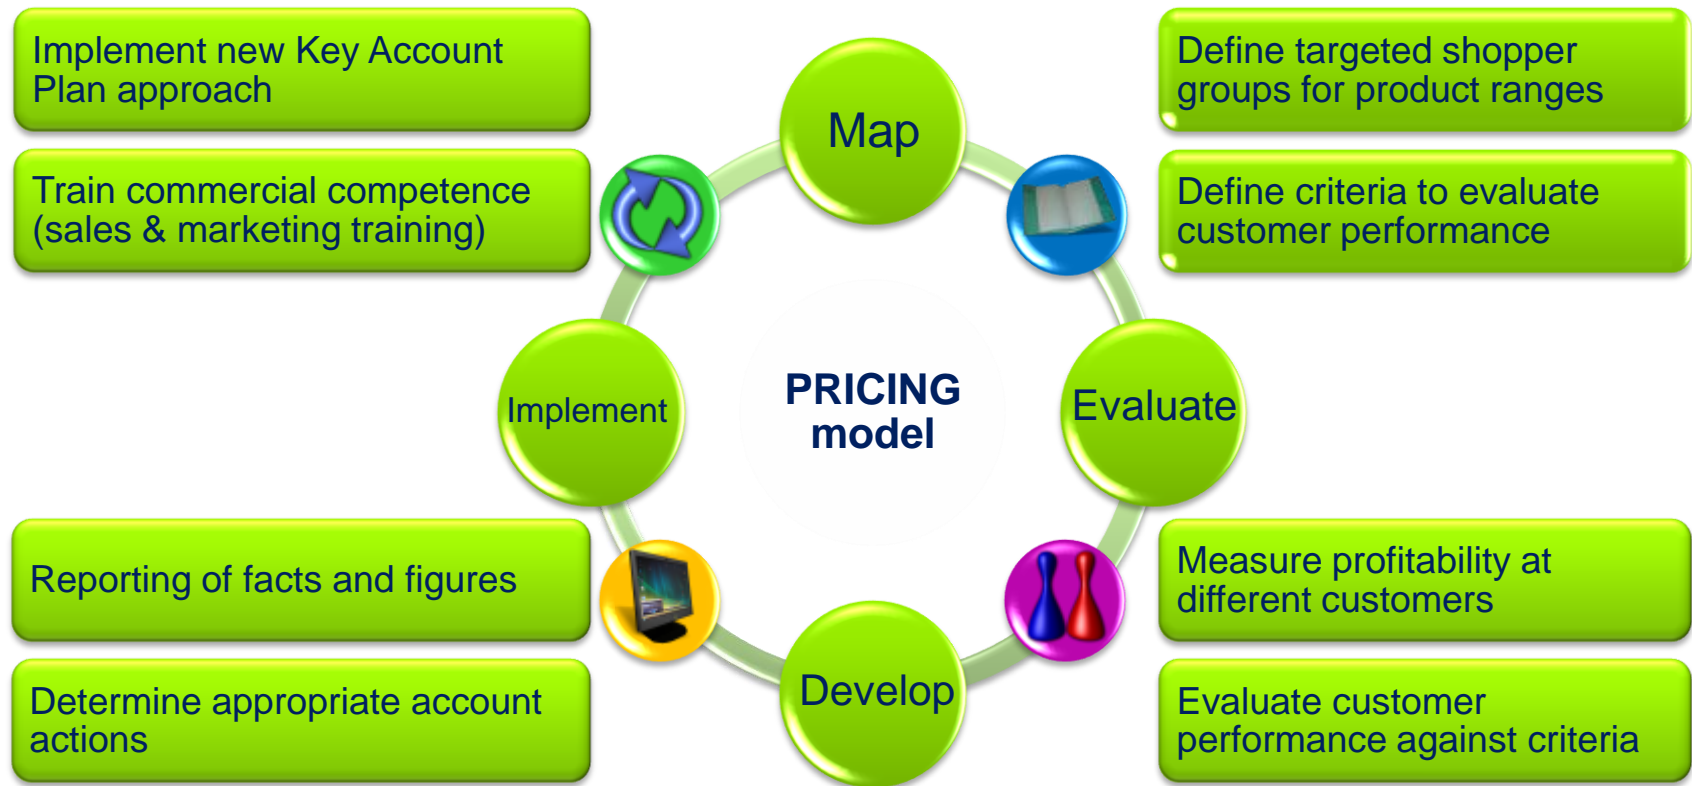 Implement new Key Account
Plan approach
Train commercial competence
(sales & marketing training)
Map
Define targeted shopper
groups for product ranges
Define criteria to evaluate
customer performance
Implement
PRICING
model
Evaluate
Reporting of facts and figures
Determine appropriate account
actions
Develop
Measure profitability at
different customers
Evaluate customer
performance against criteria